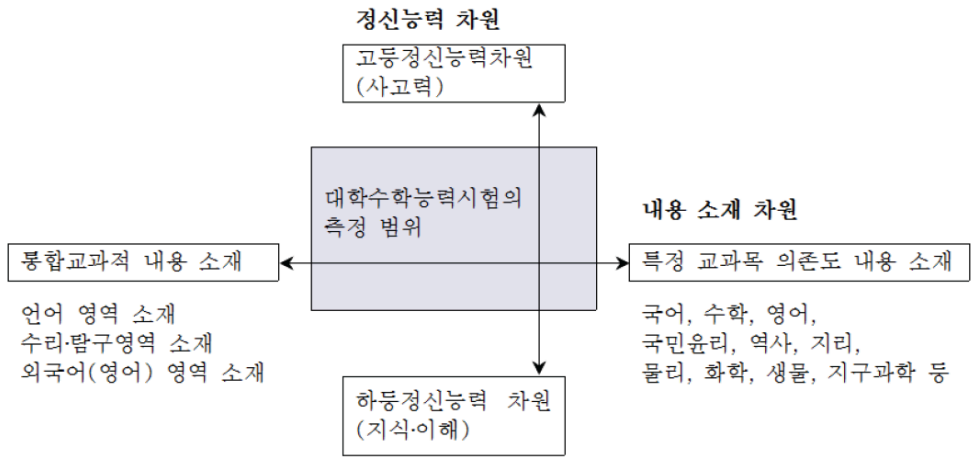 정신능력 차원
고등정신능력차원
(사고력)
대학수학능력시험의
측정 범위
내용 소재 차원
통합교과적 내용 소재
특정 교과목 의존도 내용 소재
언어 영역 소재
수리·탐구영역 소재
외국어(영어) 영역 소재
국어, 수학, 영어,
국민윤리, 역사, 지리,
물리, 화학, 생물, 지구과학 등
하등정신능력 차원
(지식·이해)